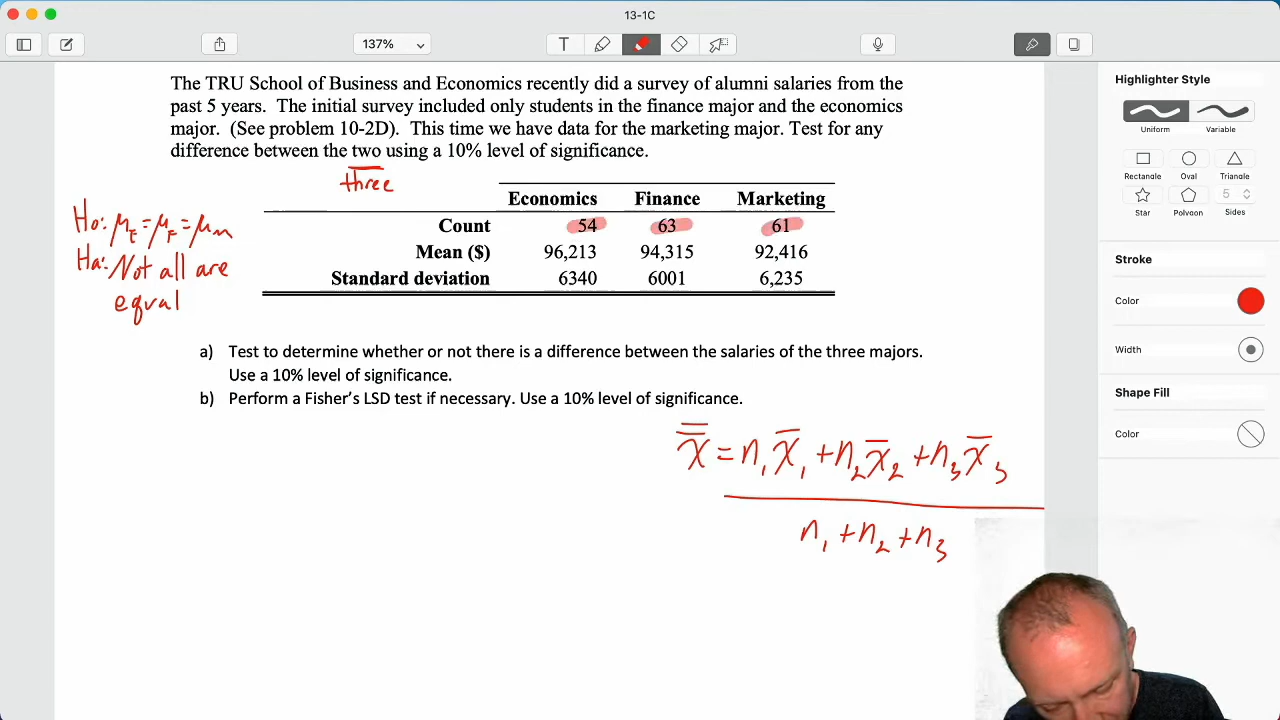 13-1C
137%
T
Highlighter Style
Uniform Variable
Rectangle Oval Triangle
5
Star Polygon Sides
Stroke
Color
Width
Shape Fill
Color
The TRU School of Business and Economics recently did a survey of alumni salaries from the
past 5 years. The initial survey included only students in the finance major and the economics
major. (See problem 10-2D). This time we have data for the marketing major. Test for any
difference between the two using a 10% level of significance.
three
Economics Finance Marketing
Count 54 63 61
Mean ($) 96,213 94,315 92,416
Standard deviation 6340 6001 6,235
Ho: μE = μF = μm
Ha: Not all are
equal
a) Test to determine whether or not there is a difference between the salaries of the three majors.
Use a 10% level of significance.
b) Perform a Fisher's LSD test if necessary. Use a 10% level of significance.
x̿ = n₁x̄₁ + n₂x̄₂ + n₃x̄₃
n₁ + n₂ + n₃